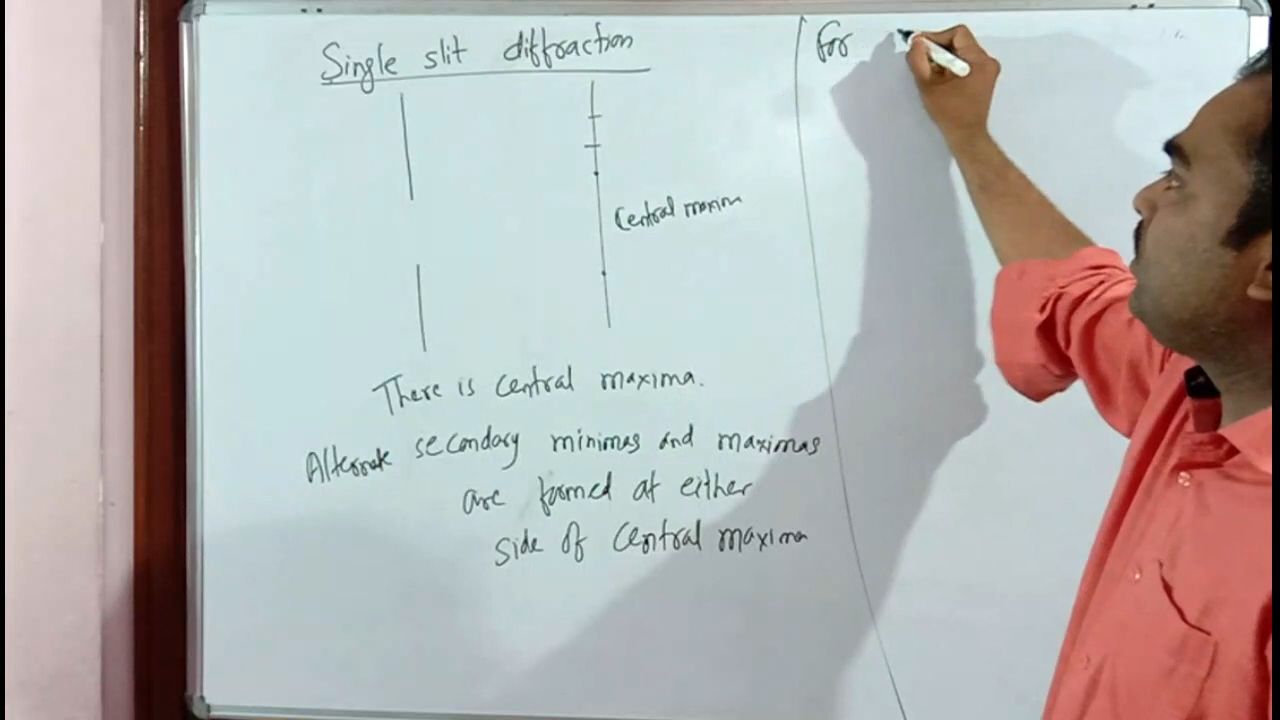 Single slit diffraction
Central maxima
There is central maxima.
Alternate secondary minimas and maximas
are formed at either
side of central maxima
For